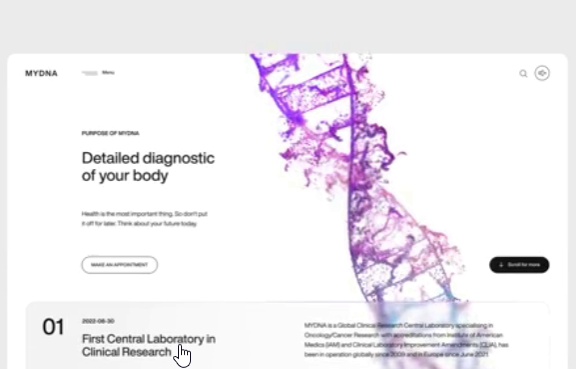 MYDNA
Menu
PURPOSE OF MYDNA
Detailed diagnostic
of your body
Health is the most important thing. So don't put
it off for later. Think about your future today.
MAKE AN APPOINTMENT
Scroll for more
01
2022-06-30
First Central Laboratory in
Clinical Research
MYDNA is a Global Clinical Research Central Laboratory specialising in
Oncology/Cancer Research with accreditations from Institute of American
Medics (IAM) and Clinical Laboratory Improvement Amendments (CLIA), has
been in operation globally since 2009 and in Europe since June 2021.